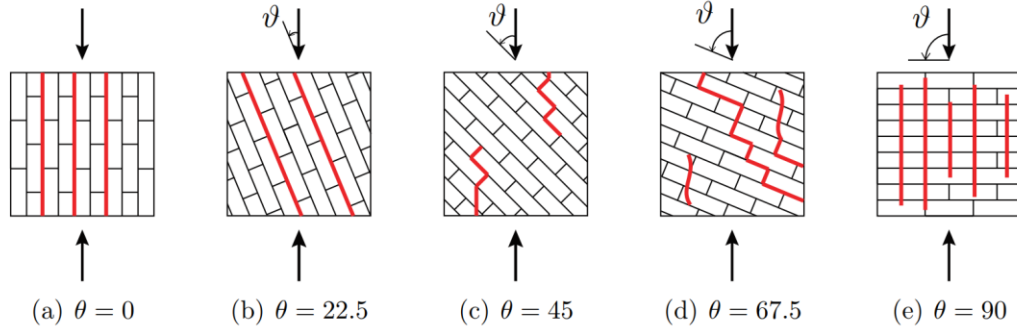 ϑ ϑ ϑ ϑ
(a) θ = 0 (b) θ = 22.5 (c) θ = 45 (d) θ = 67.5 (e) θ = 90